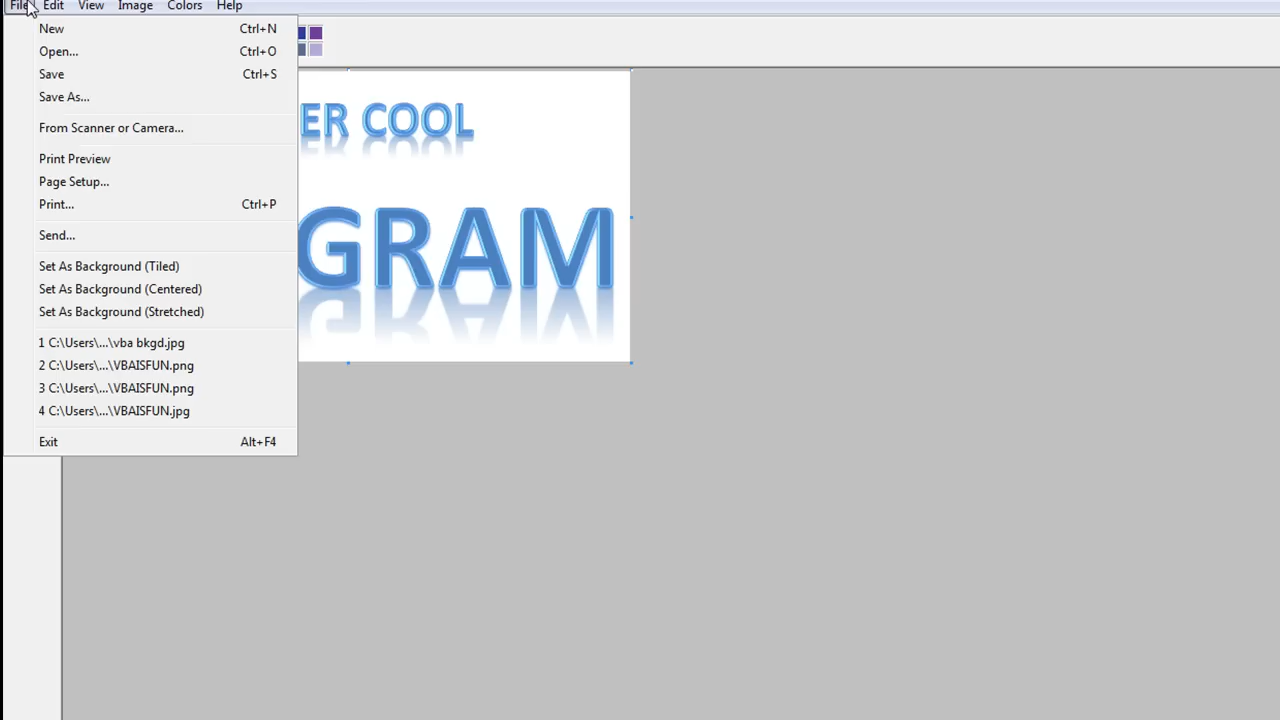 File Edit View Image Colors Help
New Ctrl+N
Open... Ctrl+O
Save Ctrl+S
Save As...
From Scanner or Camera...
Print Preview
Page Setup...
Print... Ctrl+P
Send...
Set As Background (Tiled)
Set As Background (Centered)
Set As Background (Stretched)
1 C:\Users\...\vba bkgd.jpg
2 C:\Users\...\VBAISFUN.png
3 C:\Users\...\VBAISFUN.png
4 C:\Users\...\VBAISFUN.jpg
Exit Alt+F4
ER COOL
GRAM